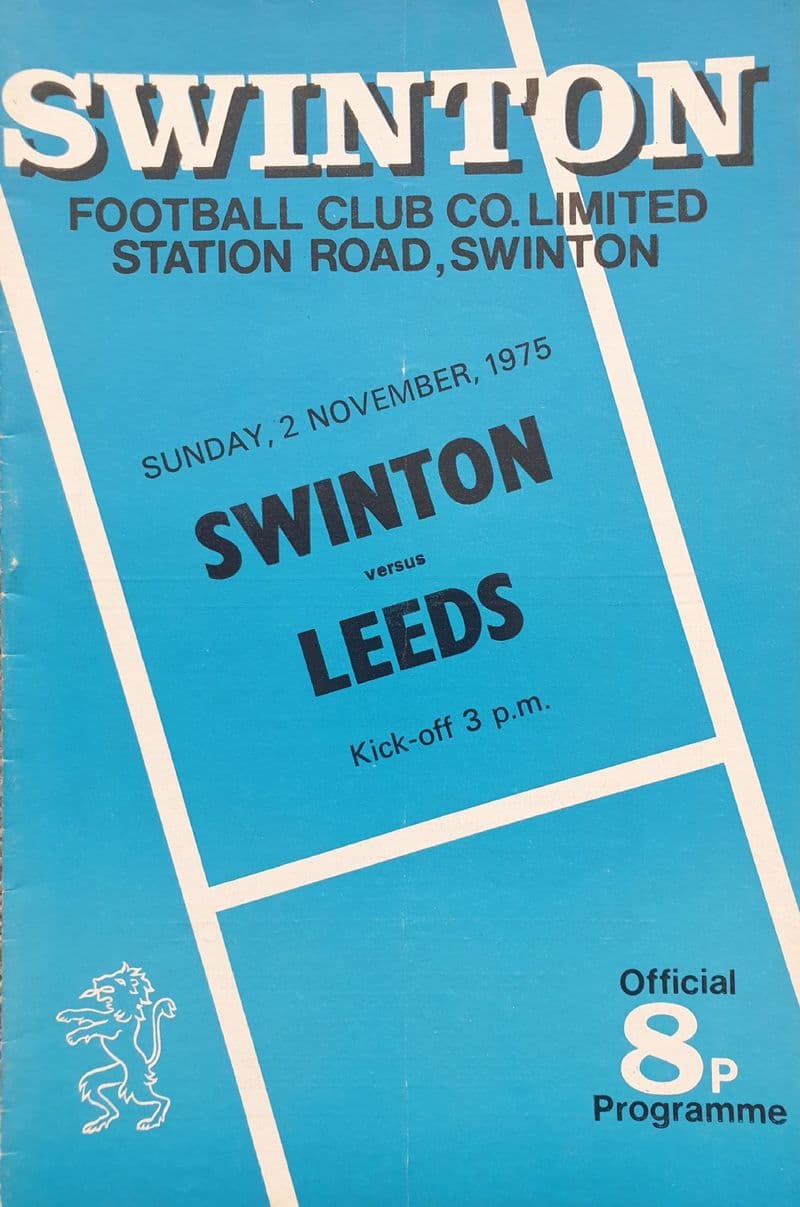 SWINTON
FOOTBALL CLUB CO. LIMITED
STATION ROAD, SWINTON
SUNDAY, 2 NOVEMBER, 1975
SWINTON
versus
LEEDS
Kick-off 3 p.m.
Official
8P
Programme